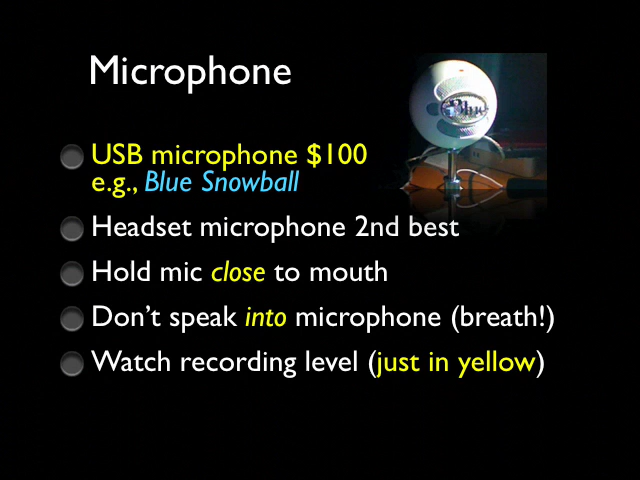 Microphone
Blue
USB microphone $100
e.g., Blue Snowball
Headset microphone 2nd best
Hold mic close to mouth
Don't speak into microphone (breath!)
Watch recording level (just in yellow)